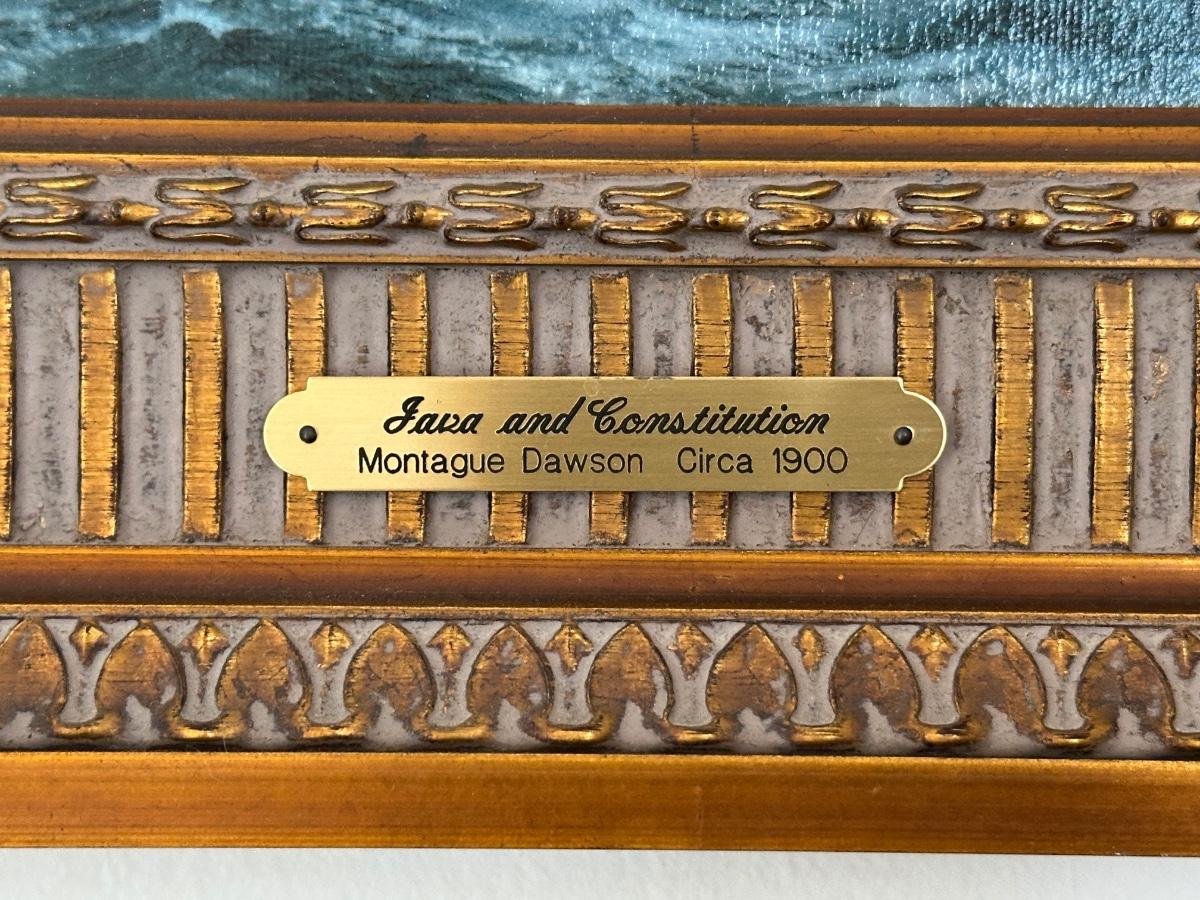 Java and Constitution
Montague Dawson Circa 1900